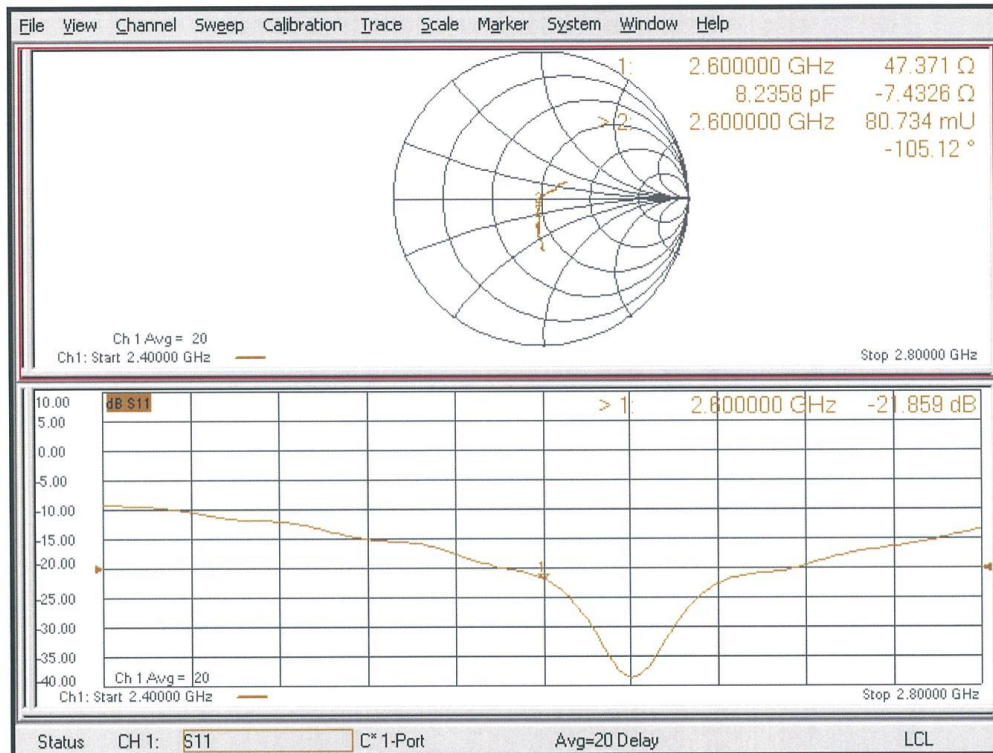 File View Channel Sweep Calibration Trace Scale Marker System Window Help
1: 2.600000 GHz 47.371 Ω
8.2358 pF -7.4326 Ω
> 2: 2.600000 GHz 80.734 mU
-105.12 °
Ch 1 Avg = 20
Ch1: Start 2.40000 GHz
Stop 2.80000 GHz
dB S11
> 1: 2.600000 GHz -21.859 dB
10.00
5.00
0.00
-5.00
-10.00
-15.00
-20.00
-25.00
-30.00
-35.00
-40.00
1
Ch 1 Avg = 20
Ch1: Start 2.40000 GHz
Stop 2.80000 GHz
Status CH 1: S11 C* 1-Port Avg=20 Delay LCL